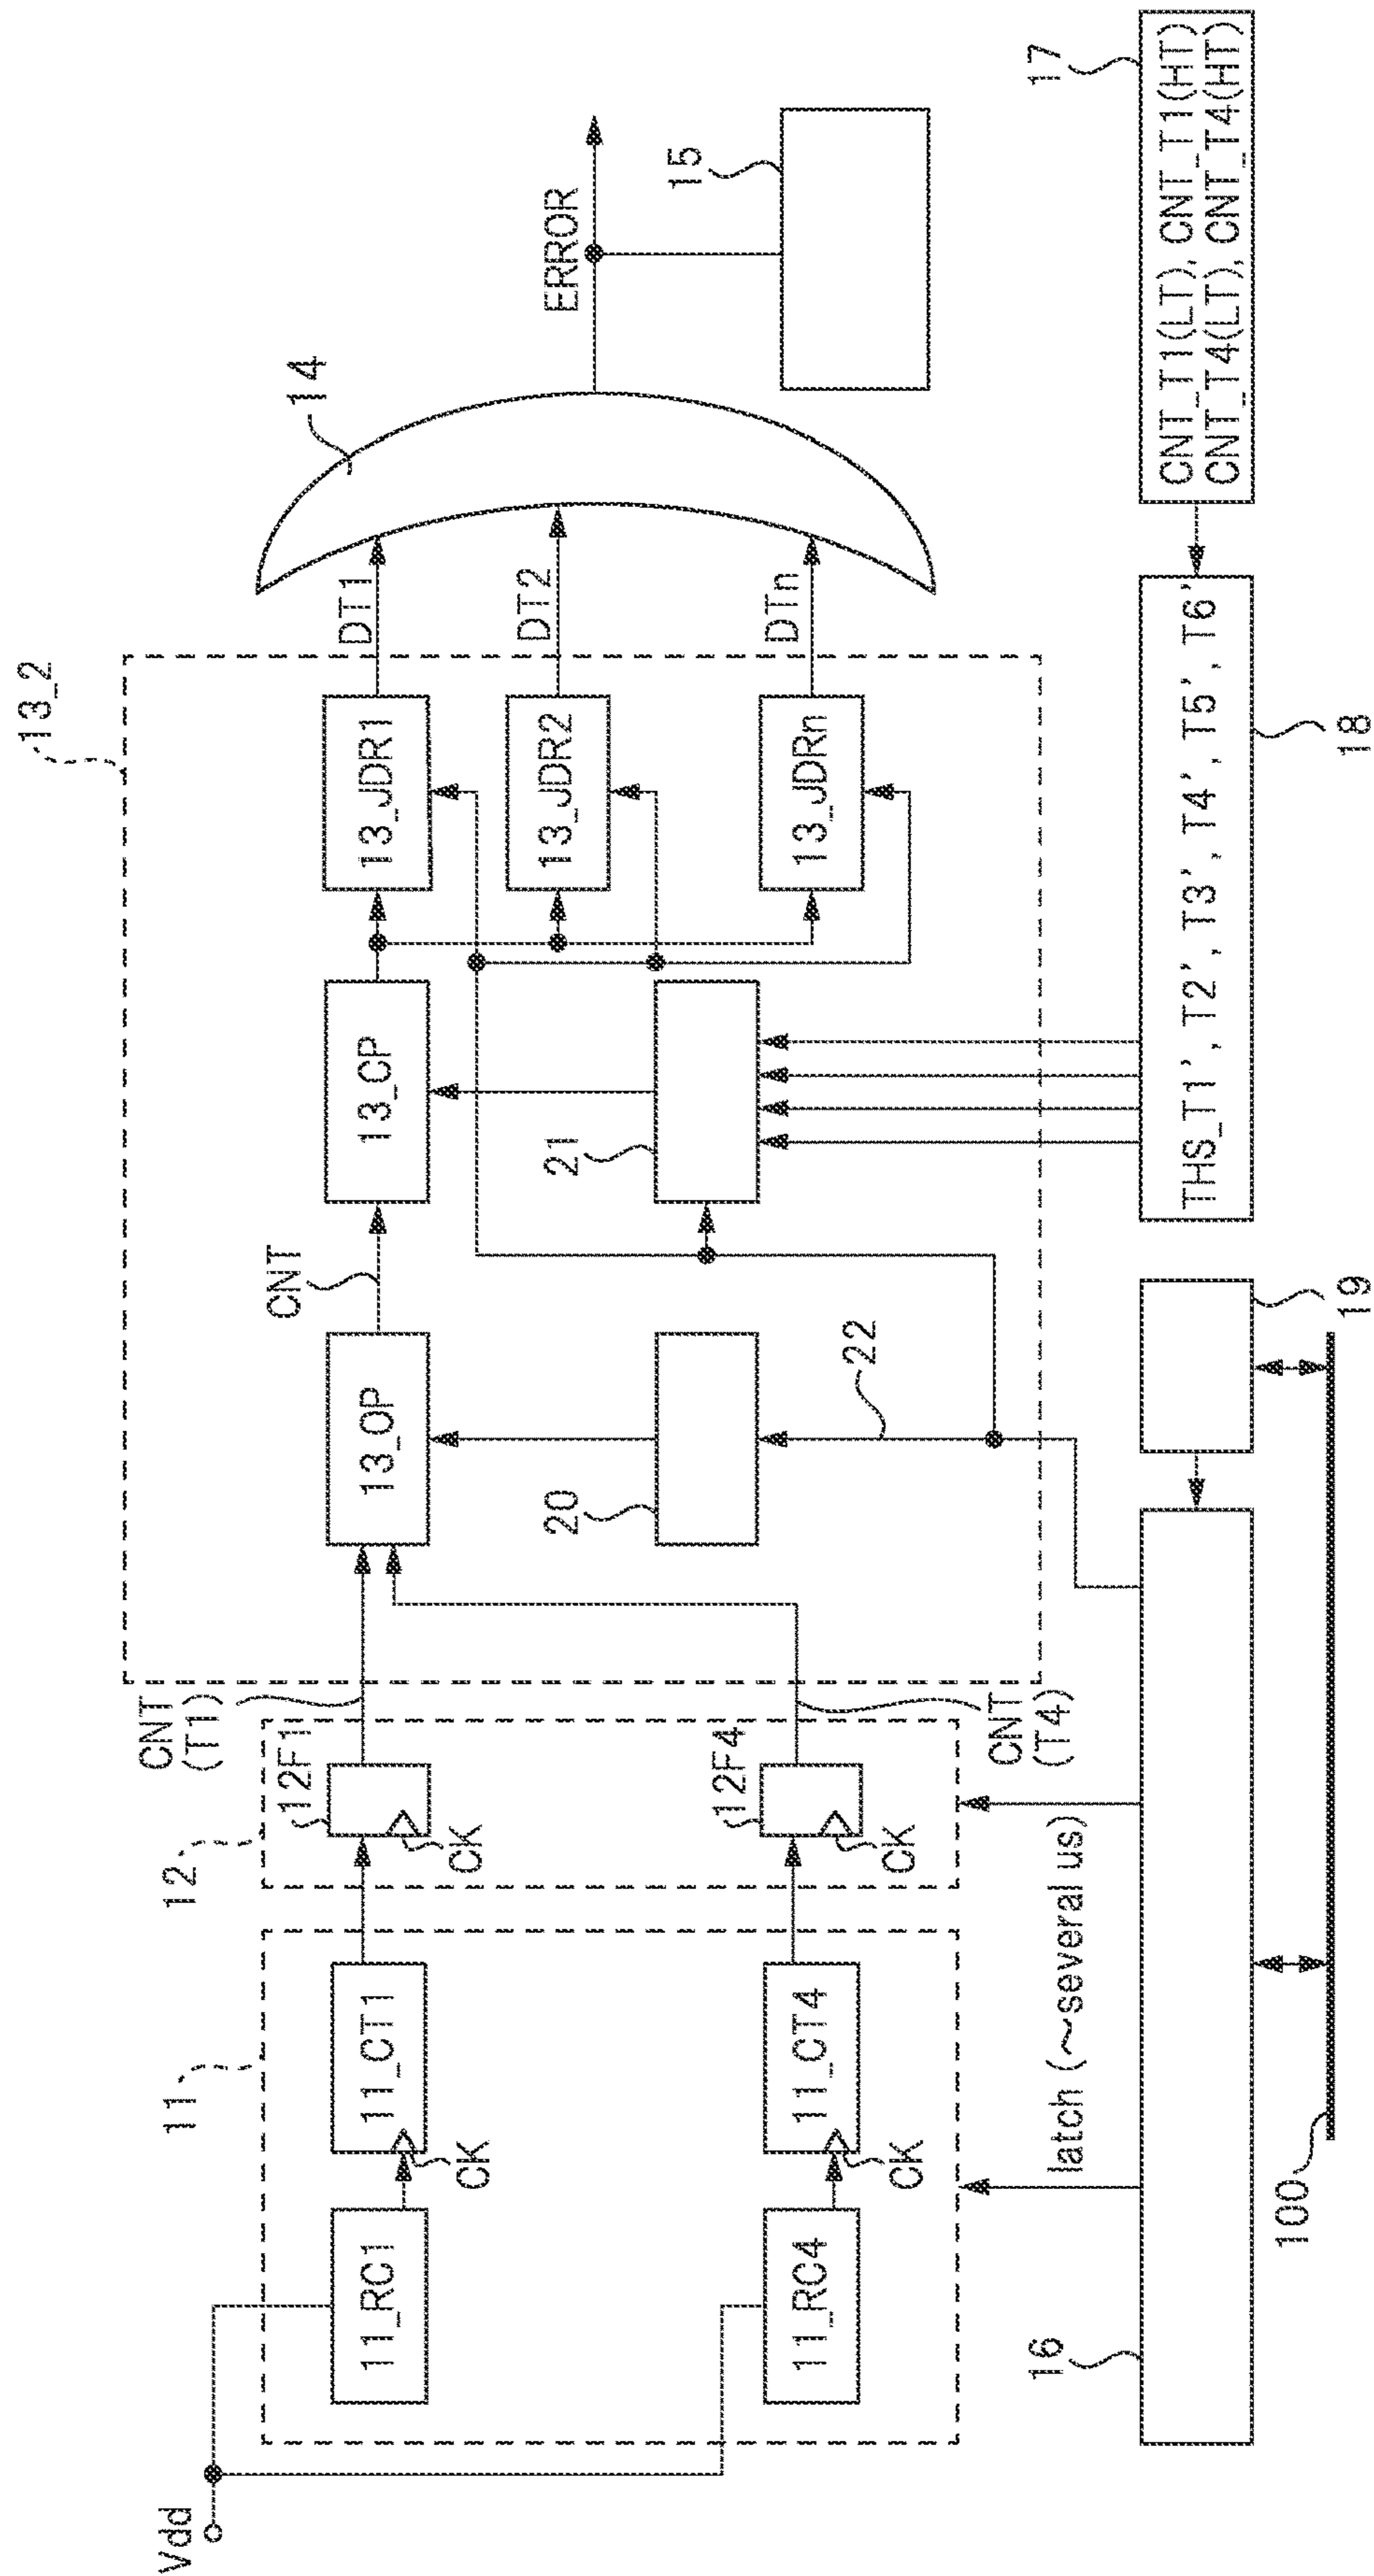 13_2
Vdd
11
12
11_RC1
CK
11_CT1
12F1
CK
CNT
(T1)
13_OP
CNT
13_CP
13_JDR1
DT1
14
13_JDR2
DT2
ERROR
20
21
15
11_RC4
CK
11_CT4
12F4
CK
CNT
(T4)
22
13_JDRn
DTn
latch (~several us)
16
100
19
THS_T1', T2', T3', T4', T5', T6'
18
17
CNT_T1(LT), CNT_T1(HT)
CNT_T4(LT), CNT_T4(HT)